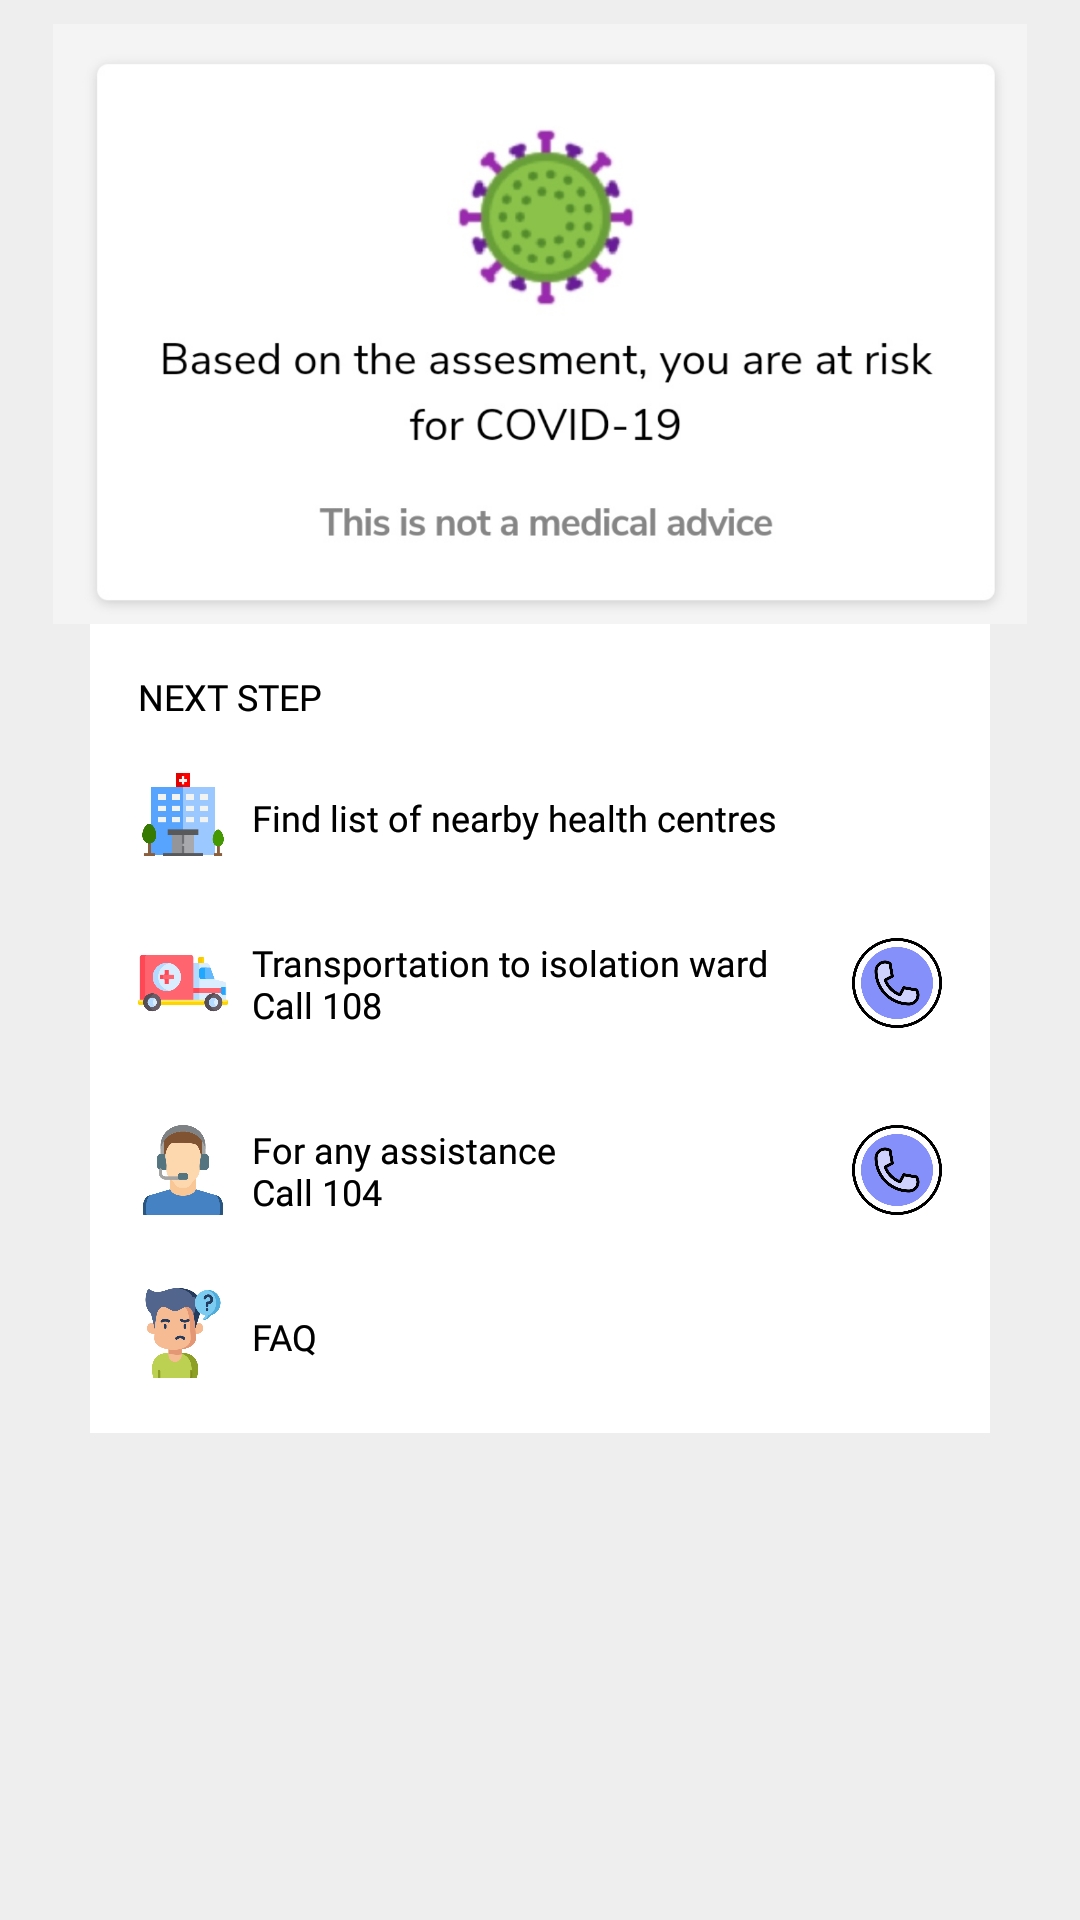 Based on the assesment, you are at risk
for COVID-19
This is not a medical advice
NEXT STEP
Find list of nearby health centres
Transportation to isolation ward
Call 108
For any assistance
Call 104
?
FAQ